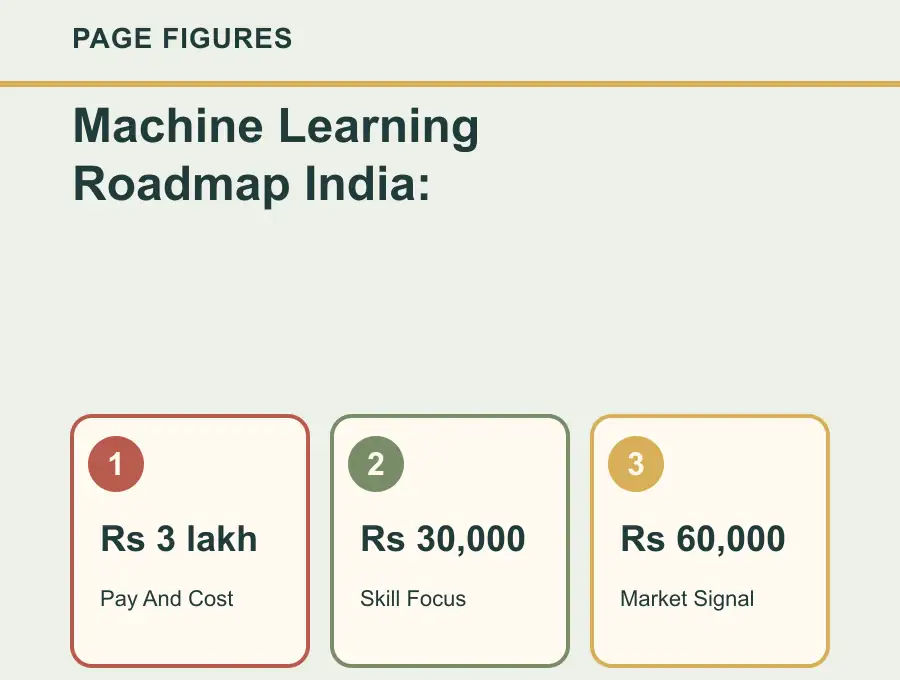 PAGE FIGURES
Machine Learning
Roadmap India:
1
Rs 3 lakh
Pay And Cost
2
Rs 30,000
Skill Focus
3
Rs 60,000
Market Signal